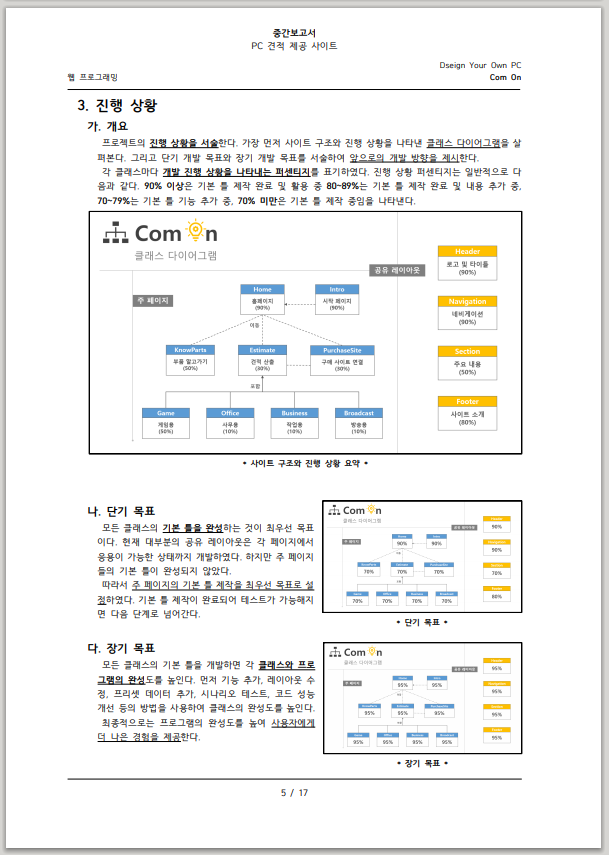 중간보고서
PC 견적 제공 사이트
Dseign Your Own PC
웹 프로그래밍
Com On
3. 진행 상황
가. 개요
프로젝트의 진행 상황을 서술한다. 가장 먼저 사이트 구조와 진행 상황을 나타낸 클래스 다이어그램을 살
펴본다. 그리고 단기 개발 목표와 장기 개발 목표를 서술하여 앞으로의 개발 방향을 제시한다.
각 클래스마다 개발 진행 상황을 나타내는 퍼센티지를 표기하였다. 진행 상황 퍼센티지는 일반적으로 다
음과 같다. 90% 이상은 기본 틀 제작 완료 및 활용 중 80~89%는 기본 틀 제작 완료 및 내용 추가 중,
70~79%는 기본 틀 기능 추가 중, 70% 미만은 기본 틀 제작 중임을 나타낸다.
Com n
클래스 다이어그램
공유 레이아웃
주 페이지
Header
로고 및 타이틀
(90%)
Navigation
네비게이션
(90%)
Section
주요 내용
(50%)
Footer
사이트 소개
(80%)
Home
홈페이지
(90%)
Intro
시작 페이지
(90%)
이동
KnowParts
부품 알고가기
(50%)
Estimate
견적 산출
(30%)
PurchaseSite
구매 사이트 연결
(30%)
포함
Game
게임용
(50%)
Office
사무용
(10%)
Business
작업용
(10%)
Broadcast
방송용
(10%)
* 사이트 구조와 진행 상황 요약 *
나. 단기 목표
모든 클래스의 기본 틀을 완성하는 것이 최우선 목표
이다. 현재 대부분의 공유 레이아웃은 각 페이지에서
응용이 가능한 상태까지 개발하였다. 하지만 주 페이지
들의 기본 틀이 완성되지 않았다.
따라서 주 페이지의 기본 틀 제작을 최우선 목표로 설
정하였다. 기본 틀 제작이 완료되어 테스트가 가능해지
면 다음 단계로 넘어간다.
Com n
클래스 다이어그램
공유 레이아웃
주 페이지
Header
90%
Navigation
90%
Section
70%
Footer
80%
Home
90%
Intro
90%
KnowParts
70%
Estimate
70%
PurchaseSite
70%
Game
70%
Office
70%
Business
70%
Broadcast
70%
* 단기 목표 *
다. 장기 목표
모든 클래스의 기본 틀을 개발하면 각 클래스와 프로
그램의 완성도를 높인다. 먼저 기능 추가, 레이아웃 수
정, 프리셋 데이터 추가, 시나리오 테스트, 코드 성능
개선 등의 방법을 사용하여 클래스의 완성도를 높인다.
최종적으로는 프로그램의 완성도를 높여 사용자에게
더 나은 경험을 제공한다.
Com n
클래스 다이어그램
공유 레이아웃
주 페이지
Header
95%
Navigation
95%
Section
95%
Footer
95%
Home
95%
Intro
95%
KnowParts
95%
Estimate
95%
PurchaseSite
95%
Game
95%
Office
95%
Business
95%
Broadcast
95%
* 장기 목표 *
5 / 17